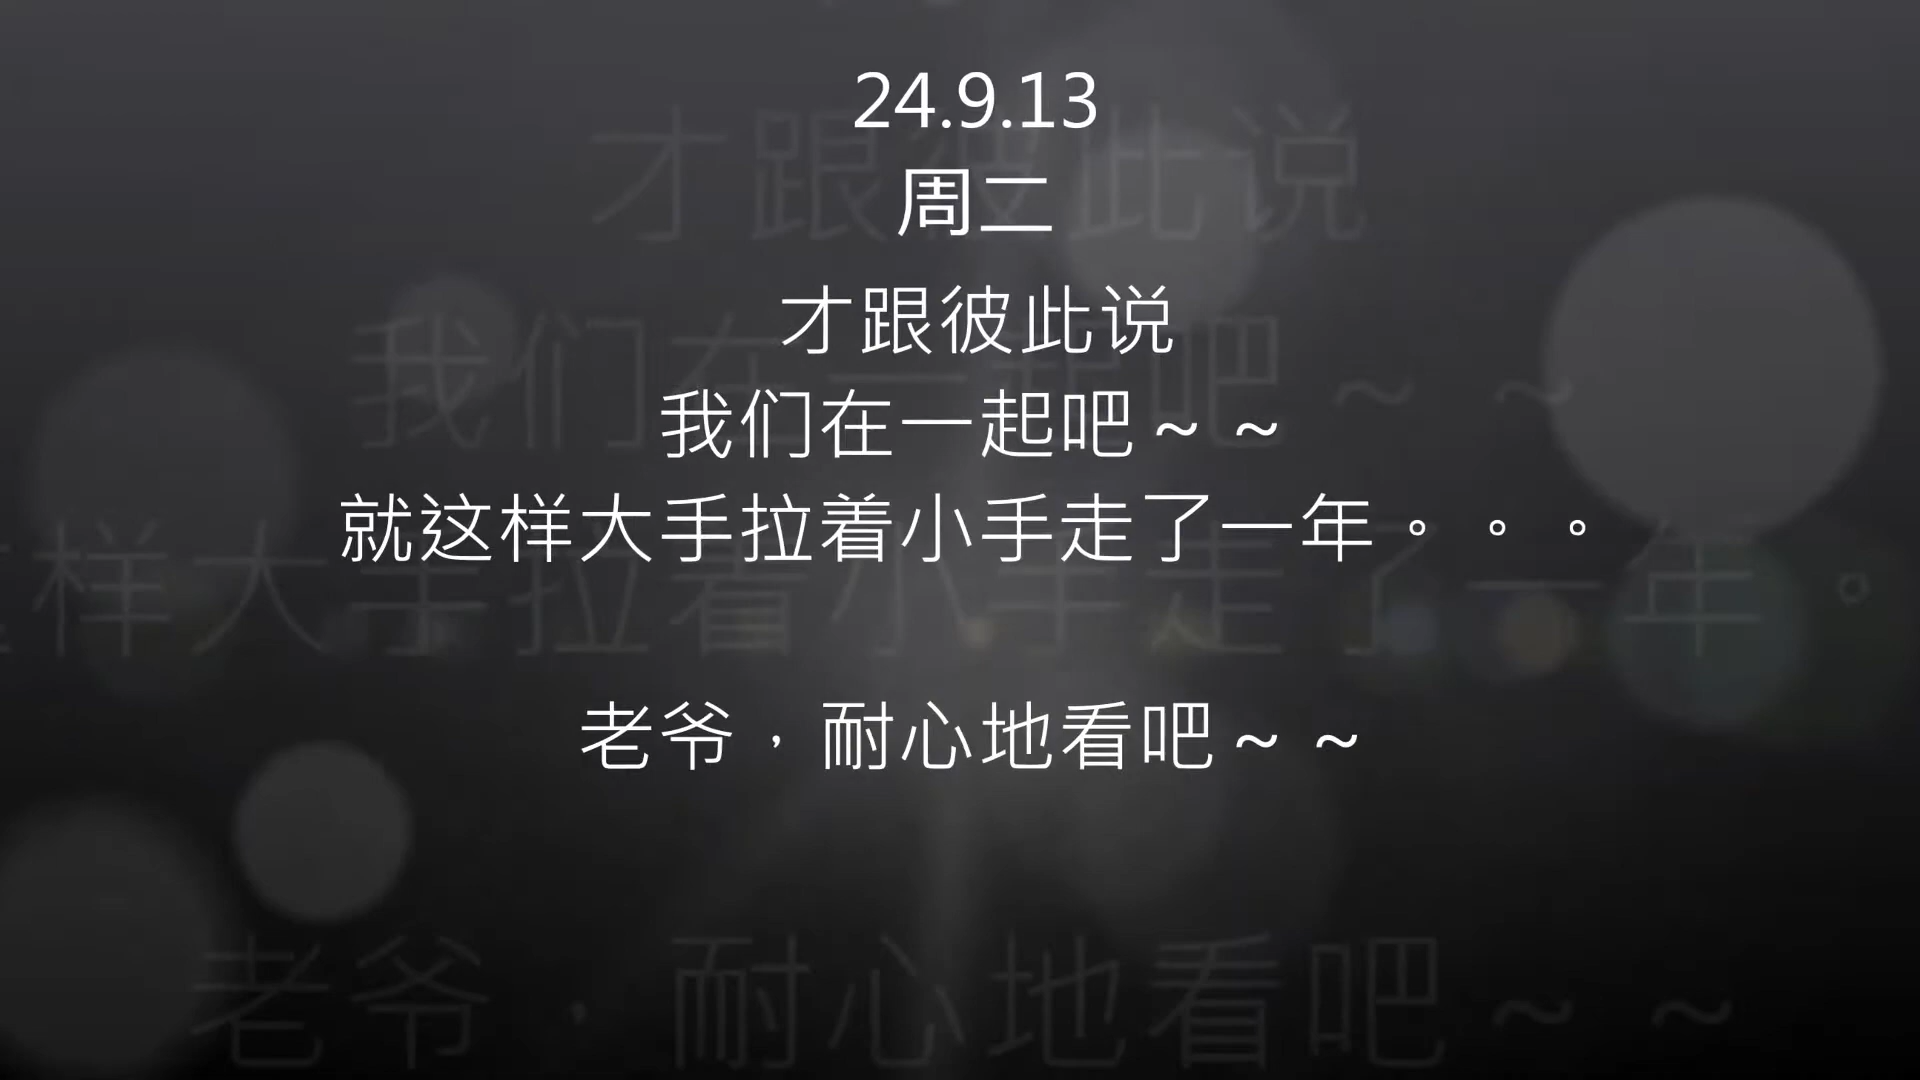 24.9.13
周二
才跟彼此说
我们在一起吧~ ~
就这样大手拉着小手走了一年。。。
老爷，耐心地看吧~ ~